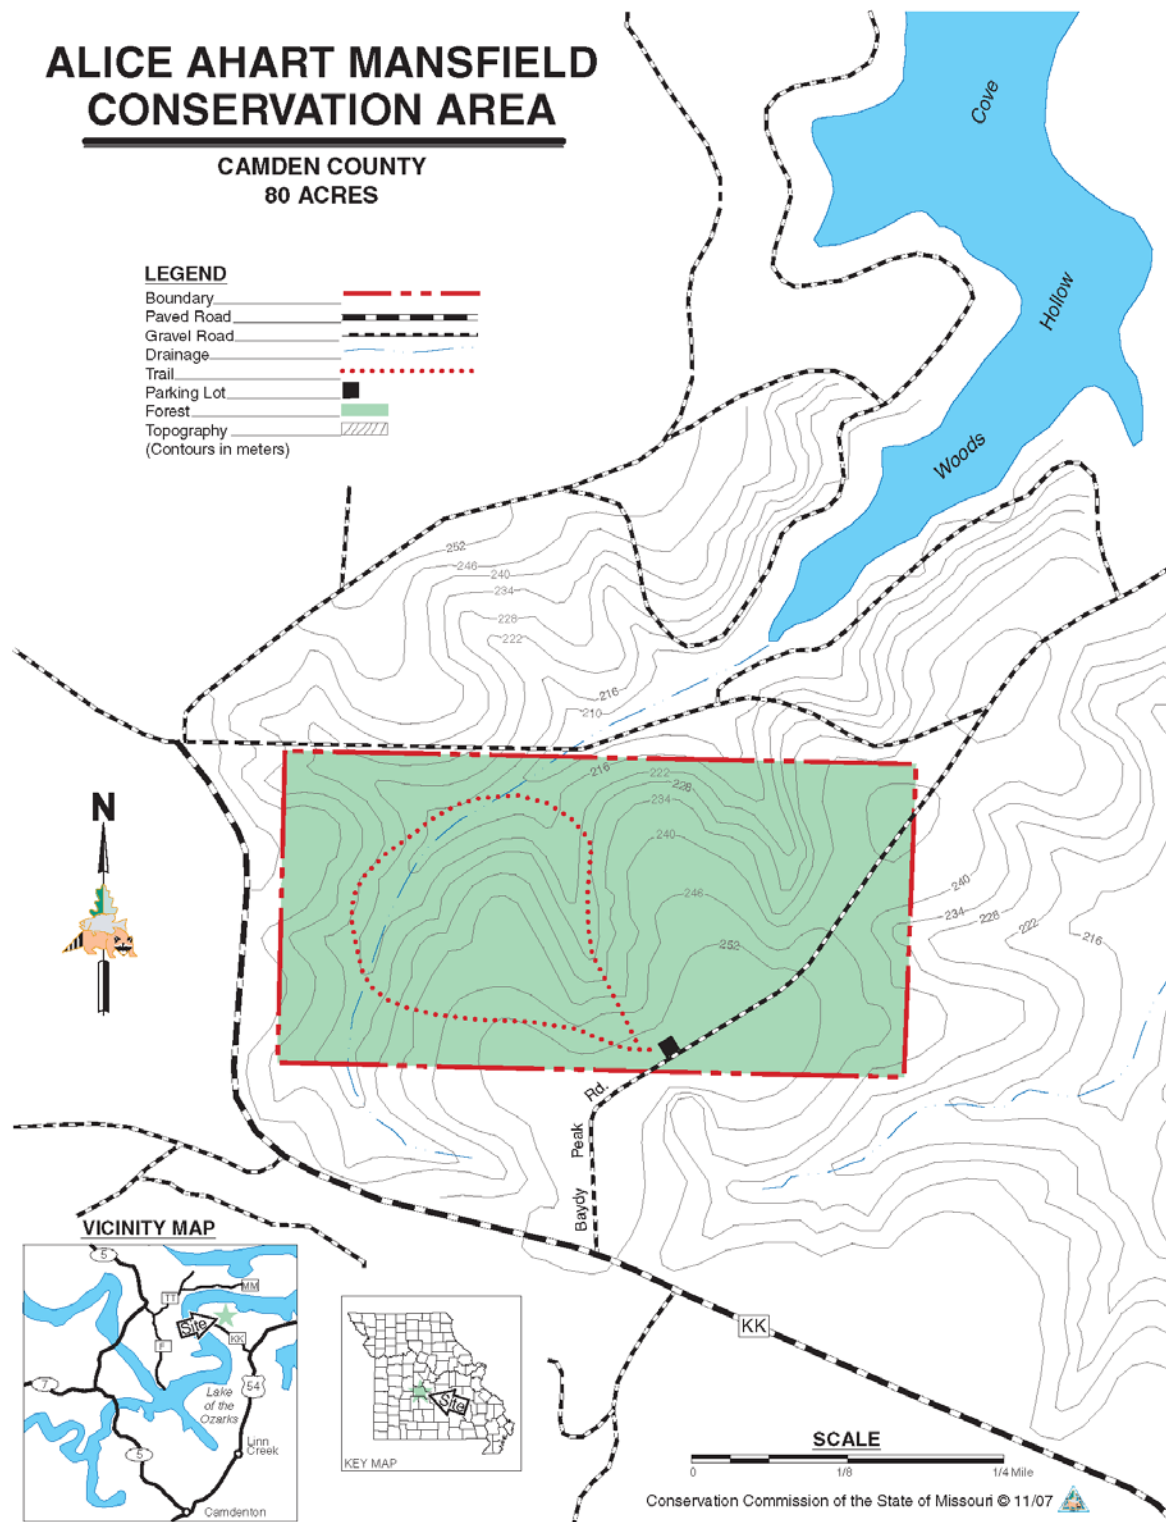 ALICE AHART MANSFIELD
CONSERVATION AREA
CAMDEN COUNTY
80 ACRES
LEGEND
Boundary
Paved Road
Gravel Road
Drainage
Trail
Parking Lot
Forest
Topography
(Contours in meters)
Cove
Hollow
Woods
252
246
240
234
228
222
216
210
216
222
228
234
240
246
252
240
234
228
222
216
N
Rd.
Peak
Baydy
KK
VICINITY MAP
5
MM
TT
Site
KK
F
7
54
Lake
of the
Ozarks
5
Linn
Creek
Camdenton
Site
KEY MAP
SCALE
0 1/8 1/4 Mile
Conservation Commission of the State of Missouri © 11/07